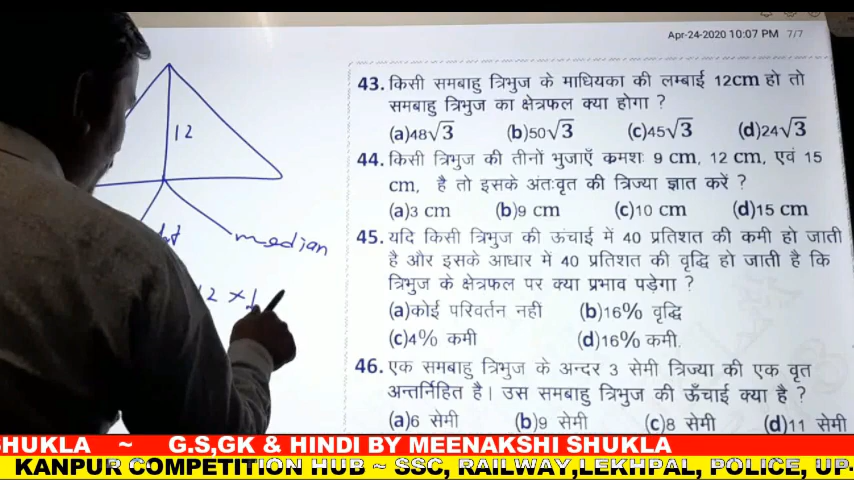 Apr-24-2020 10:07 PM 7/7
43. किसी समबाहु त्रिभुज के माधियका की लम्बाई 12cm हो तो
समबाहु त्रिभुज का क्षेत्रफल क्या होगा ?
(a)48√3 (b)50√3 (c)45√3 (d)24√3
44. किसी त्रिभुज की तीनों भुजाएँ कमशः 9 cm, 12 cm, एवं 15
cm, है तो इसके अंतःवृत की त्रिज्या ज्ञात करें ?
(a)3 cm (b)9 cm (c)10 cm (d)15 cm
45. यदि किसी त्रिभुज की ऊंचाई में 40 प्रतिशत की कमी हो जाती
है और इसके आधार में 40 प्रतिशत की वृद्धि हो जाती है कि
त्रिभुज के क्षेत्रफल पर क्या प्रभाव पड़ेगा ?
(a)कोई परिवर्तन नही (b)16% वृद्धि
(c)4% कमी (d)16% कमी.
46. एक समबाहु त्रिभुज के अन्दर 3 सेमी त्रिज्या की एक वृत
अन्तर्निहित है। उस समबाहु त्रिभुज की ऊँचाई क्या है ?
(a)6 सेमी (b)9 सेमी (c)8 सेमी (d)11 सेमी
12
median
12 ×
SHUKLA ~ G.S,GK & HINDI BY MEENAKSHI SHUKLA
KANPUR COMPETITION HUB ~ SSC, RAILWAY,LEKHPAL, POLICE, UP-